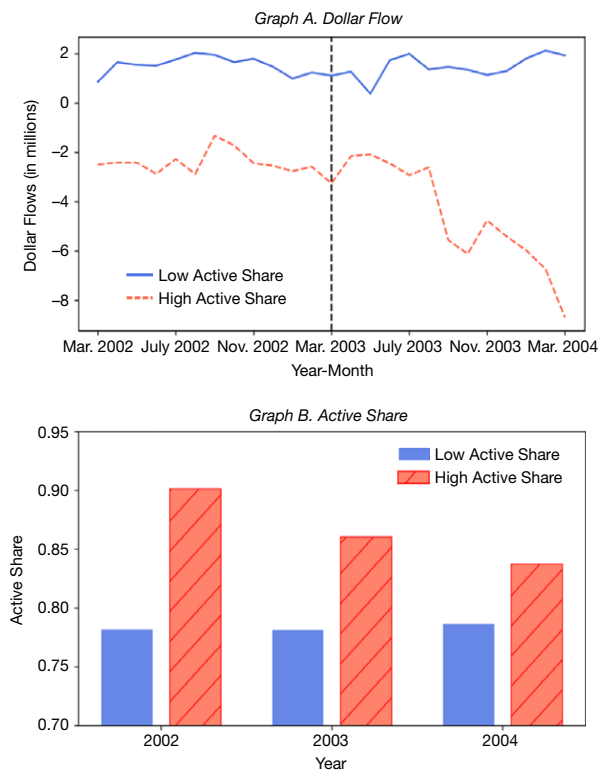 Graph A. Dollar Flow
2
0
−2
−4
−6
−8
Dollar Flows (in millions)
Low Active Share
High Active Share
Mar. 2002 July 2002 Nov. 2002 Mar. 2003 July 2003 Nov. 2003 Mar. 2004
Year-Month
Graph B. Active Share
0.95
0.90
0.85
0.80
0.75
0.70
Active Share
Low Active Share
High Active Share
2002 2003 2004
Year